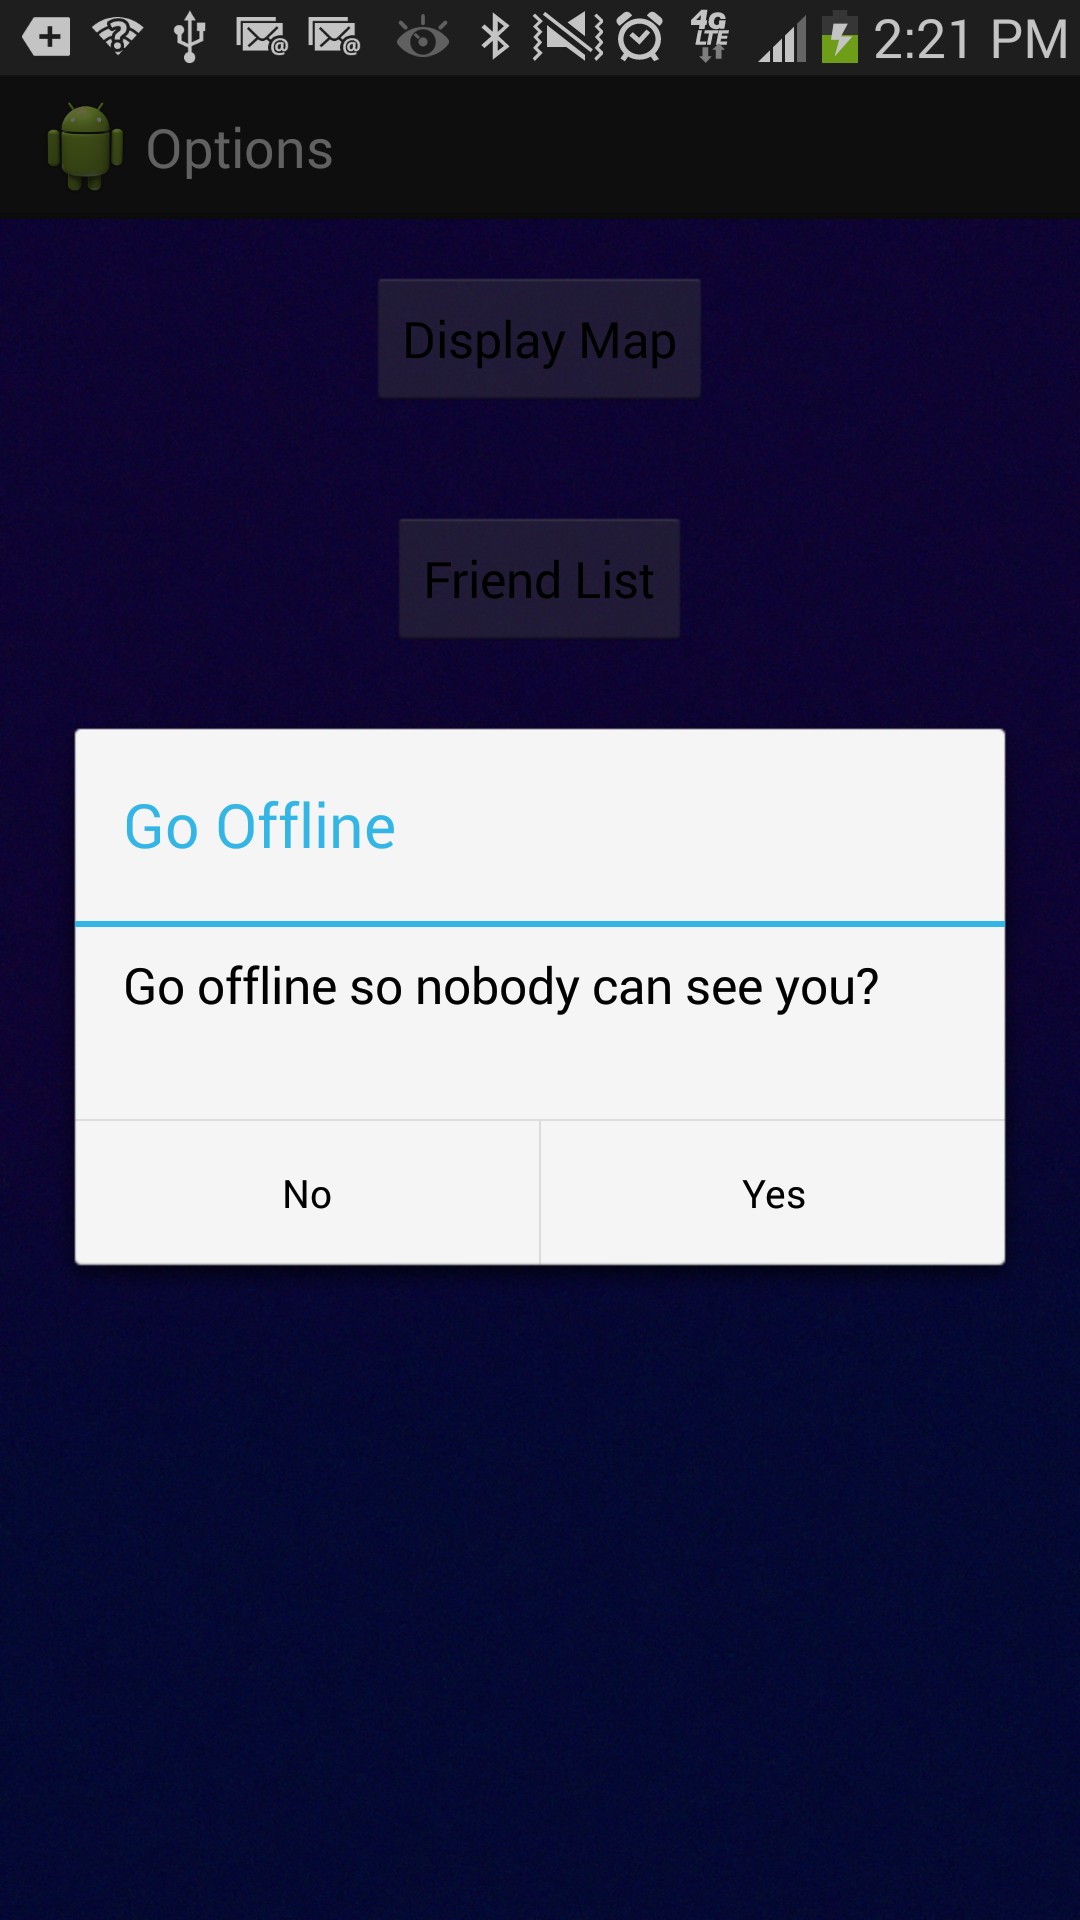 4G LTE 2:21 PM
Options
Display Map
Friend List
Go Offline
Go offline so nobody can see you?
No Yes